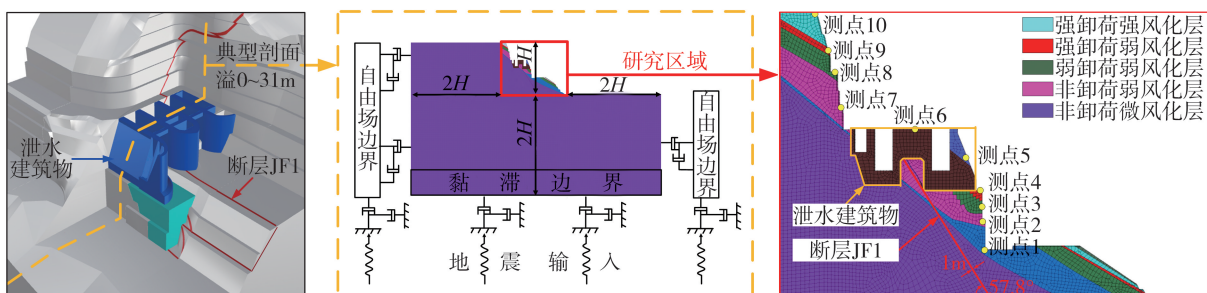 典型剖面
溢0~31m
泄水
建筑物
断层JF1
自由场边界
2H
H
2H
2H
研究区域
黏滞边界
自由场边界
地震输入
测点10
测点9
测点8
测点7
测点6
测点5
测点4
测点3
测点2
测点1
强卸荷强风化层
强卸荷弱风化层
弱卸荷弱风化层
非卸荷弱风化层
非卸荷微风化层
泄水建筑物
断层JF1
1m
57.8°